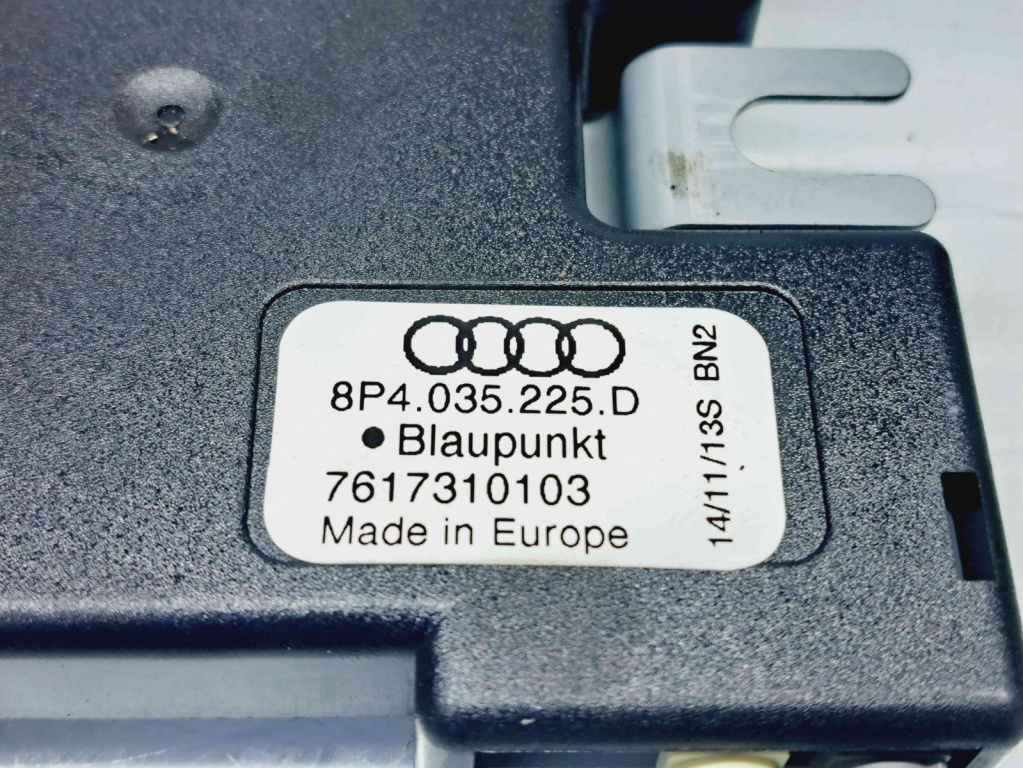 8P4.035.225.D
● Blaupunkt
7617310103
Made in Europe
14/11/13S BN2